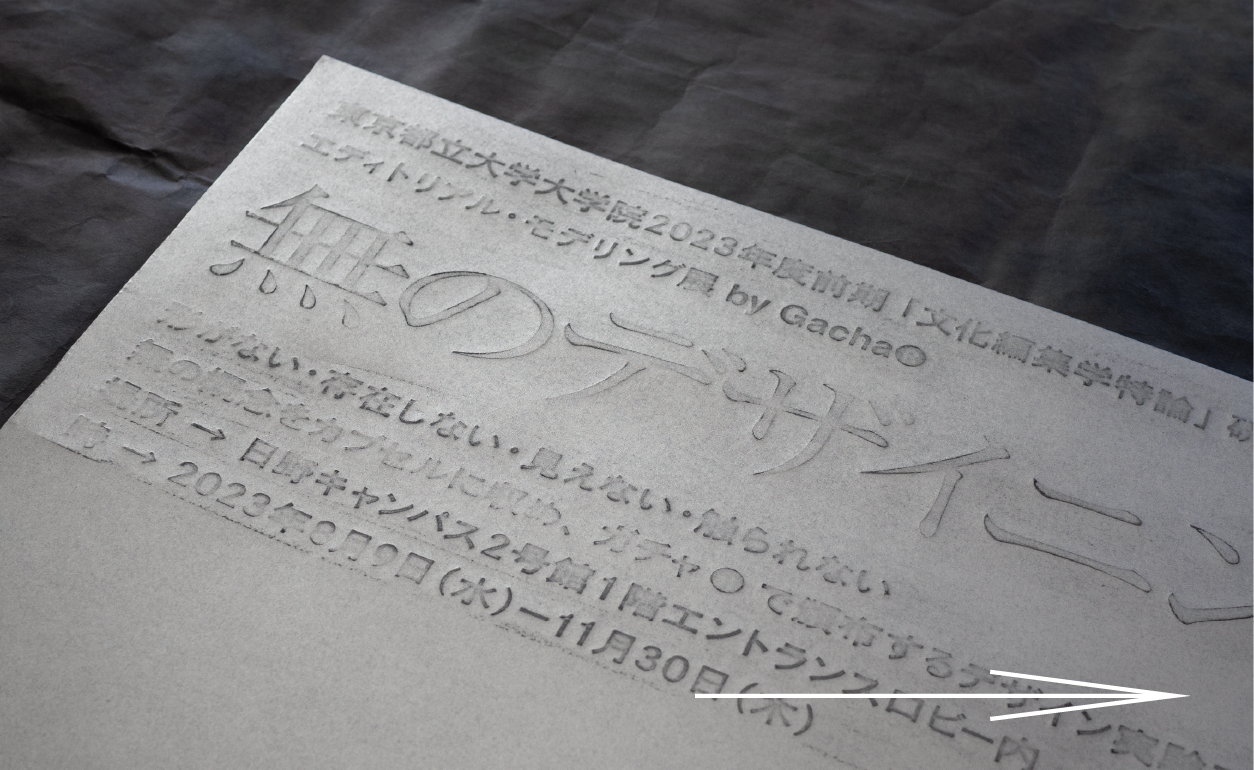 東京都立大学大学院2023年度前期「文化編集学特論」研
エディトリアル・モデリング展 by Gacha®
無のデザイニン
形がない・存在しない・見えない・触られない
無の概念をカプセルに収め、ガチャ®で頒布するデザイン実験
場所→日野キャンパス2号館1階エントランスロビー内
時→2023年8月9日(水)ー11月30日(木)